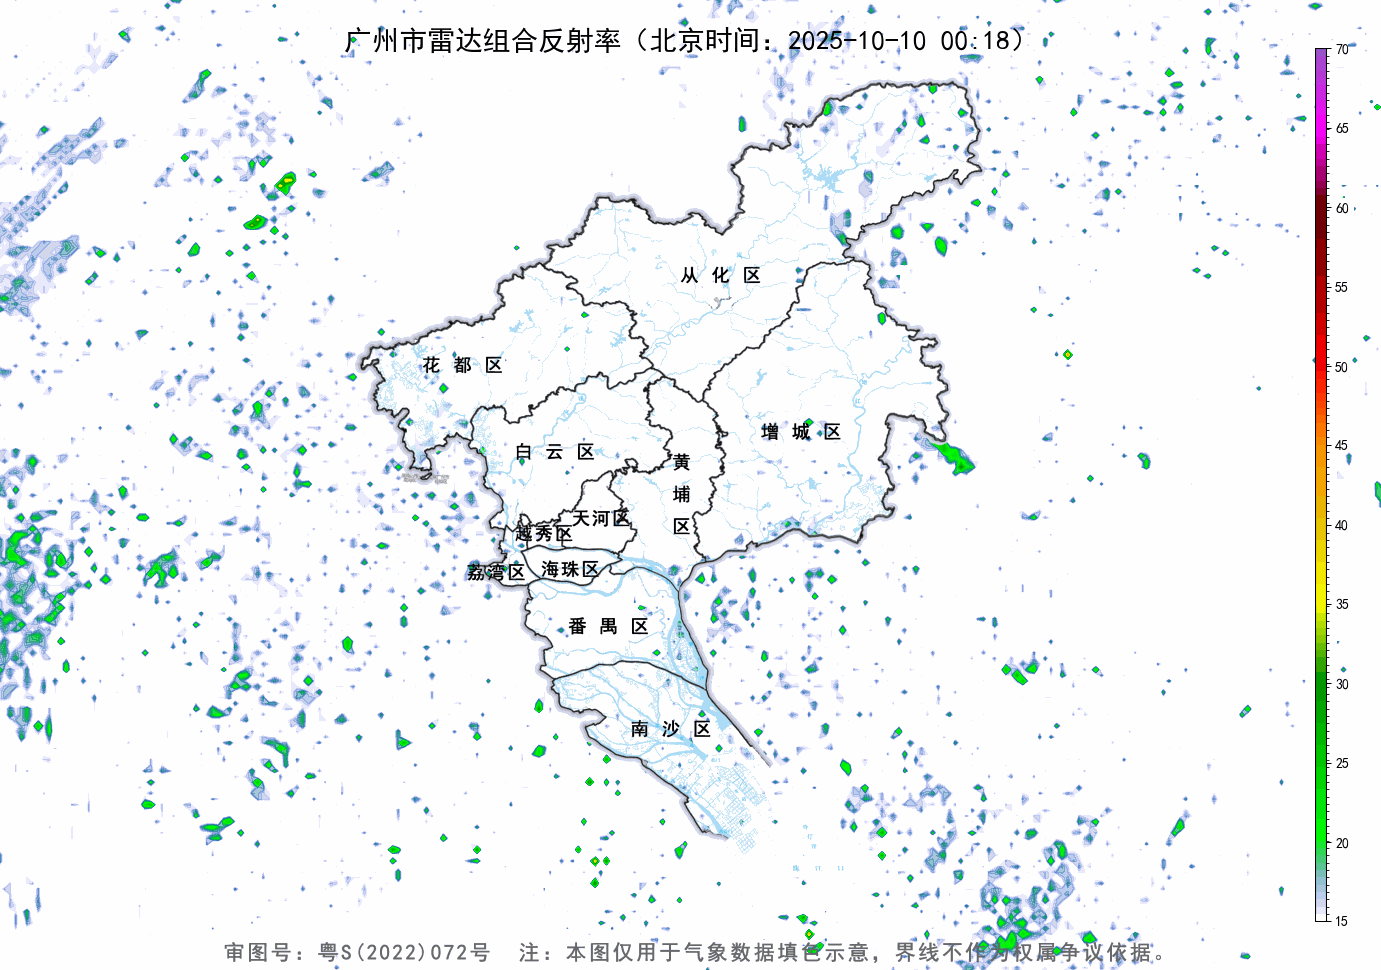 广州市雷达组合反射率（北京时间：2025-10-10 00:18）
70
65
60
55
50
45
40
35
30
25
20
15
从化区
花都区
增城区
白云区
黄埔区
天河区
越秀区
荔湾区
海珠区
番禺区
南沙区
审图号：粤S(2022)072号 注：本图仅用于气象数据填色示意，界线不作为权属争议依据。